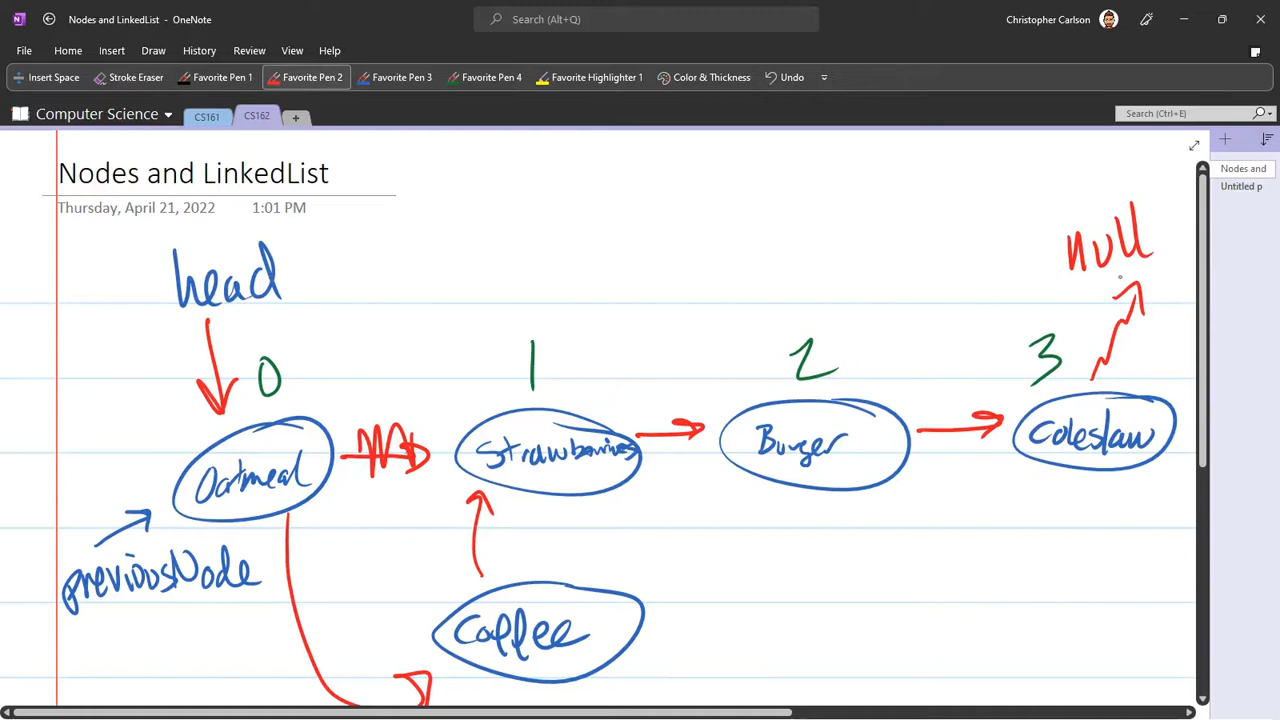 Nodes and LinkedList - OneNote
Search (Alt+Q)
Christopher Carlson
File Home Insert Draw History Review View Help
Insert Space Stroke Eraser Favorite Pen 1 Favorite Pen 2 Favorite Pen 3 Favorite Pen 4 Favorite Highlighter 1 Color & Thickness Undo
Computer Science CS161 CS162 +
Search (Ctrl+E)
Nodes and LinkedList
Thursday, April 21, 2022 1:01 PM
Nodes and
Untitled p
head
null
0 1 2 3
Oatmeal Strawberries Burger Coleslaw
previousNode
Coffee